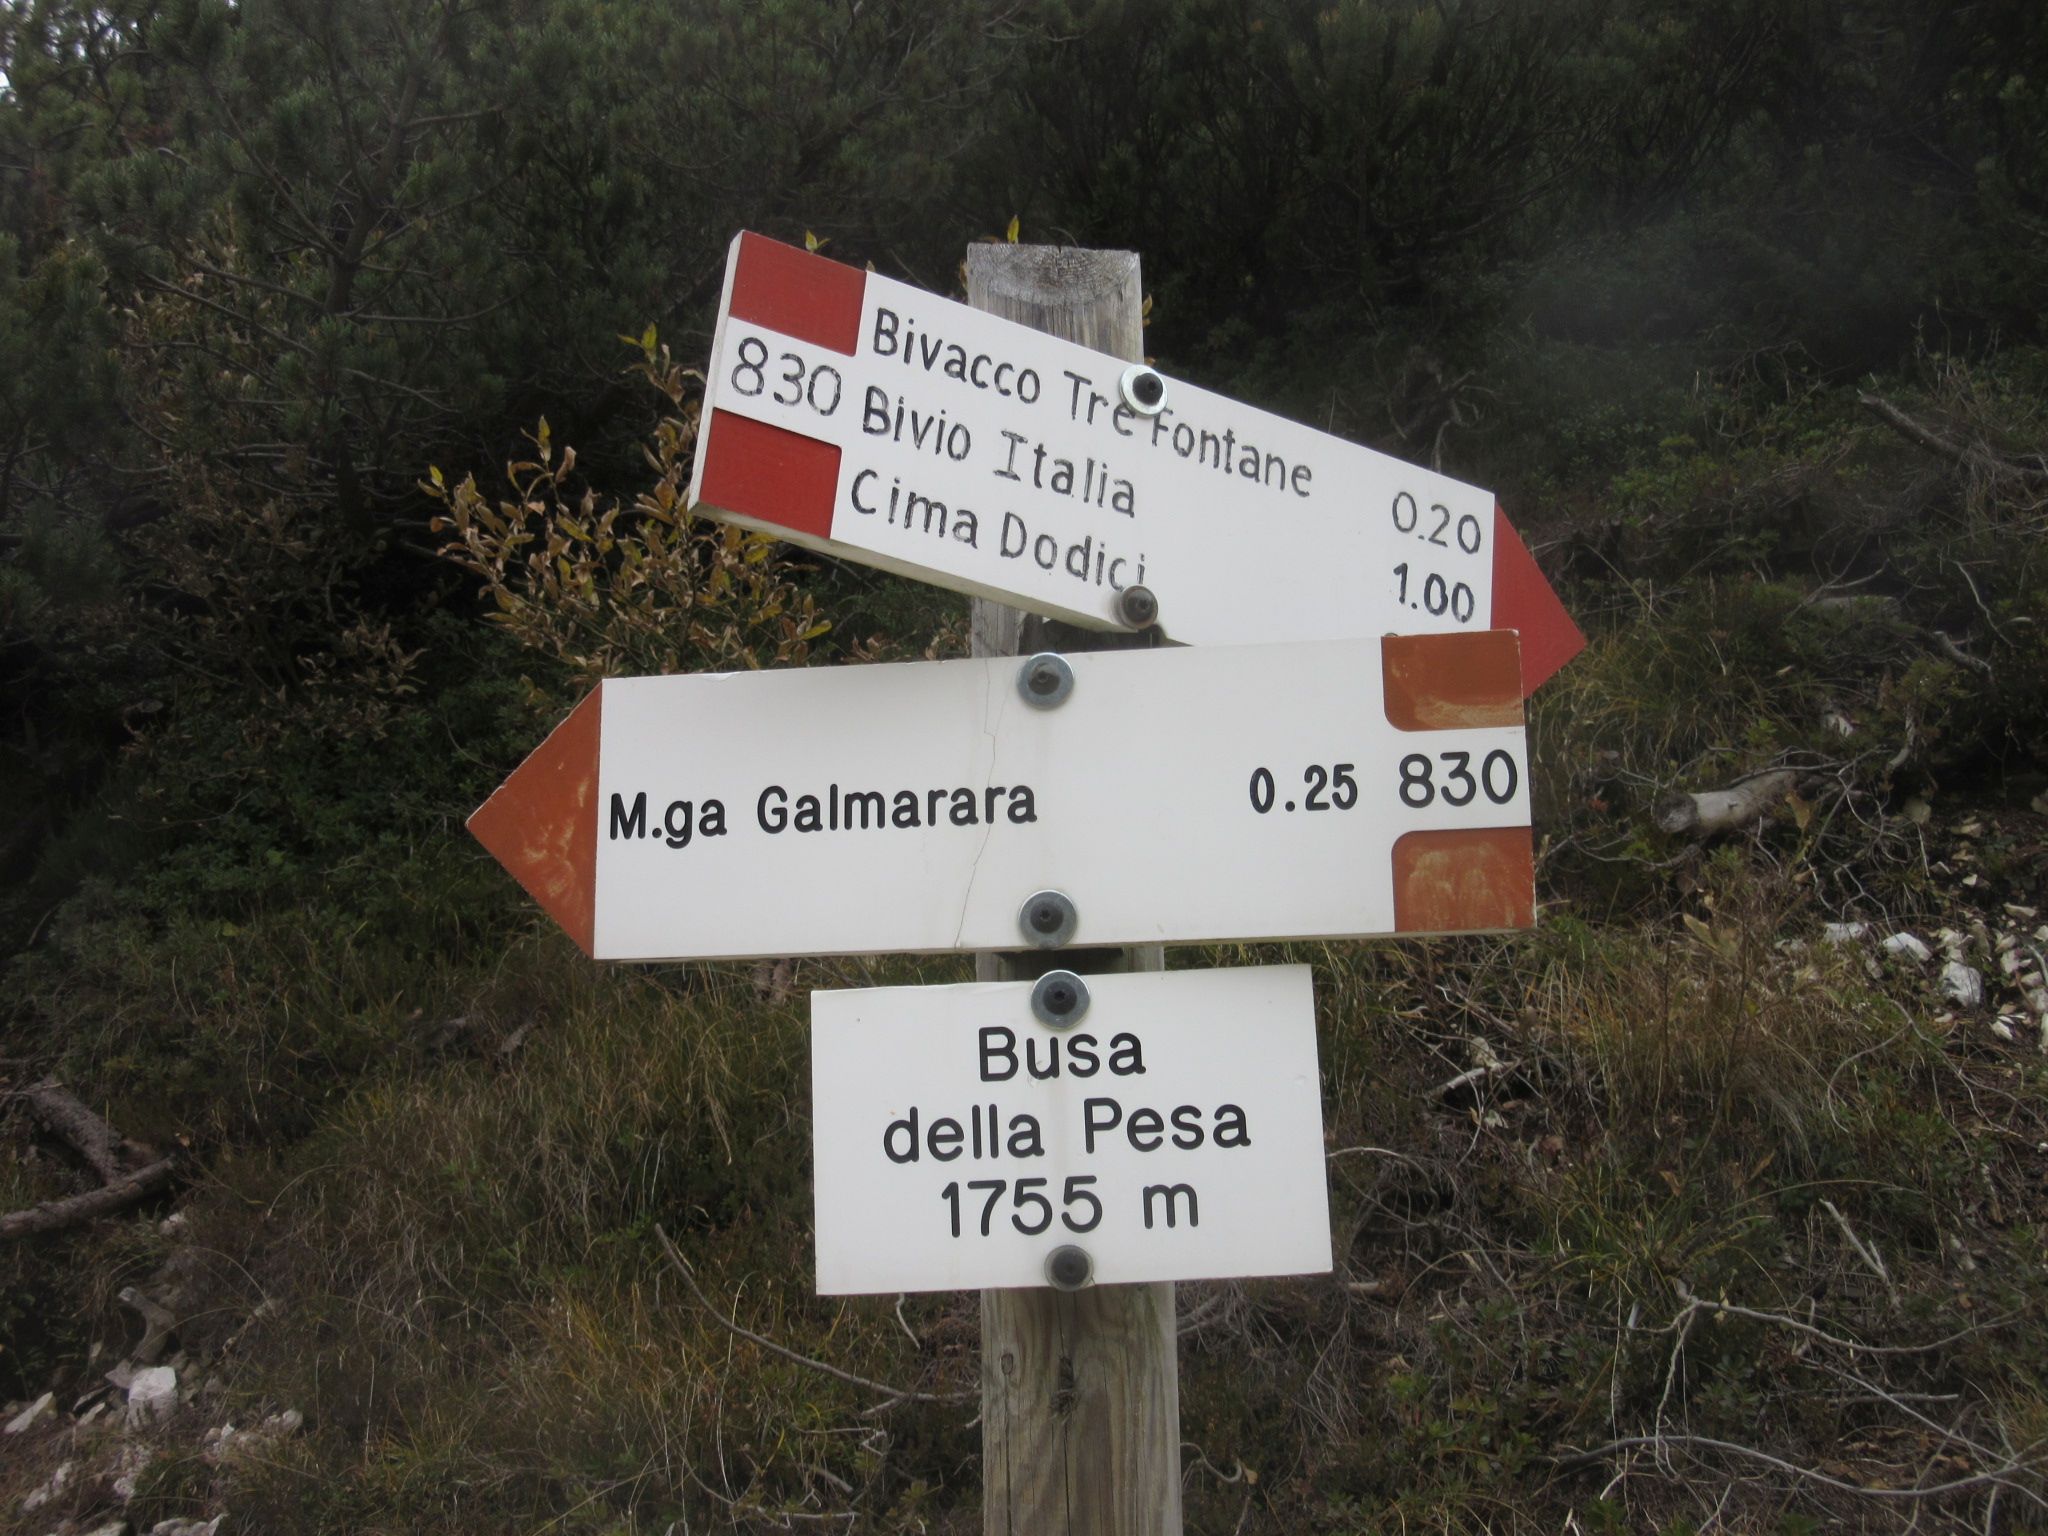 Bivacco Tre Fontane 0.20
830 Bivio Italia 1.00
Cima Dodici
M.ga Galmarara 0.25 830
Busa
della Pesa
1755 m